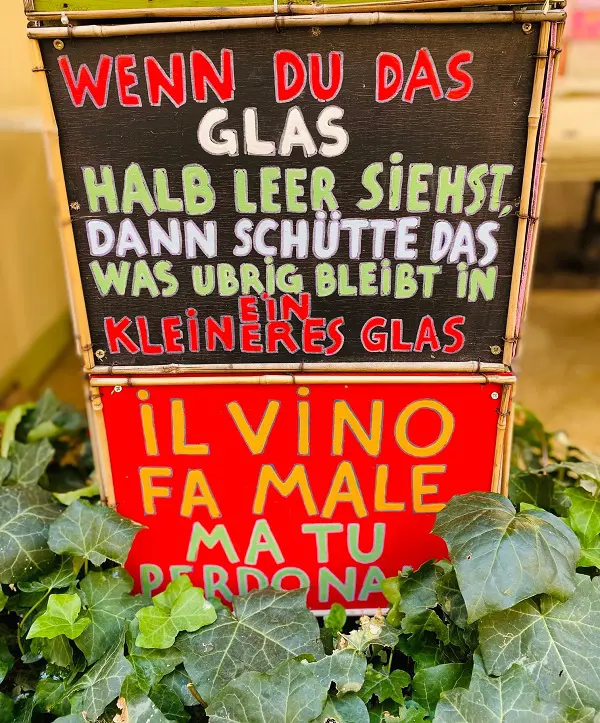 WENN DU DAS
GLAS
HALB LEER SIEHST,
DANN SCHÜTTE DAS
WAS UBRIG BLEIBT IN
EIN
KLEINERES GLAS
IL VINO
FA MALE
MA TU